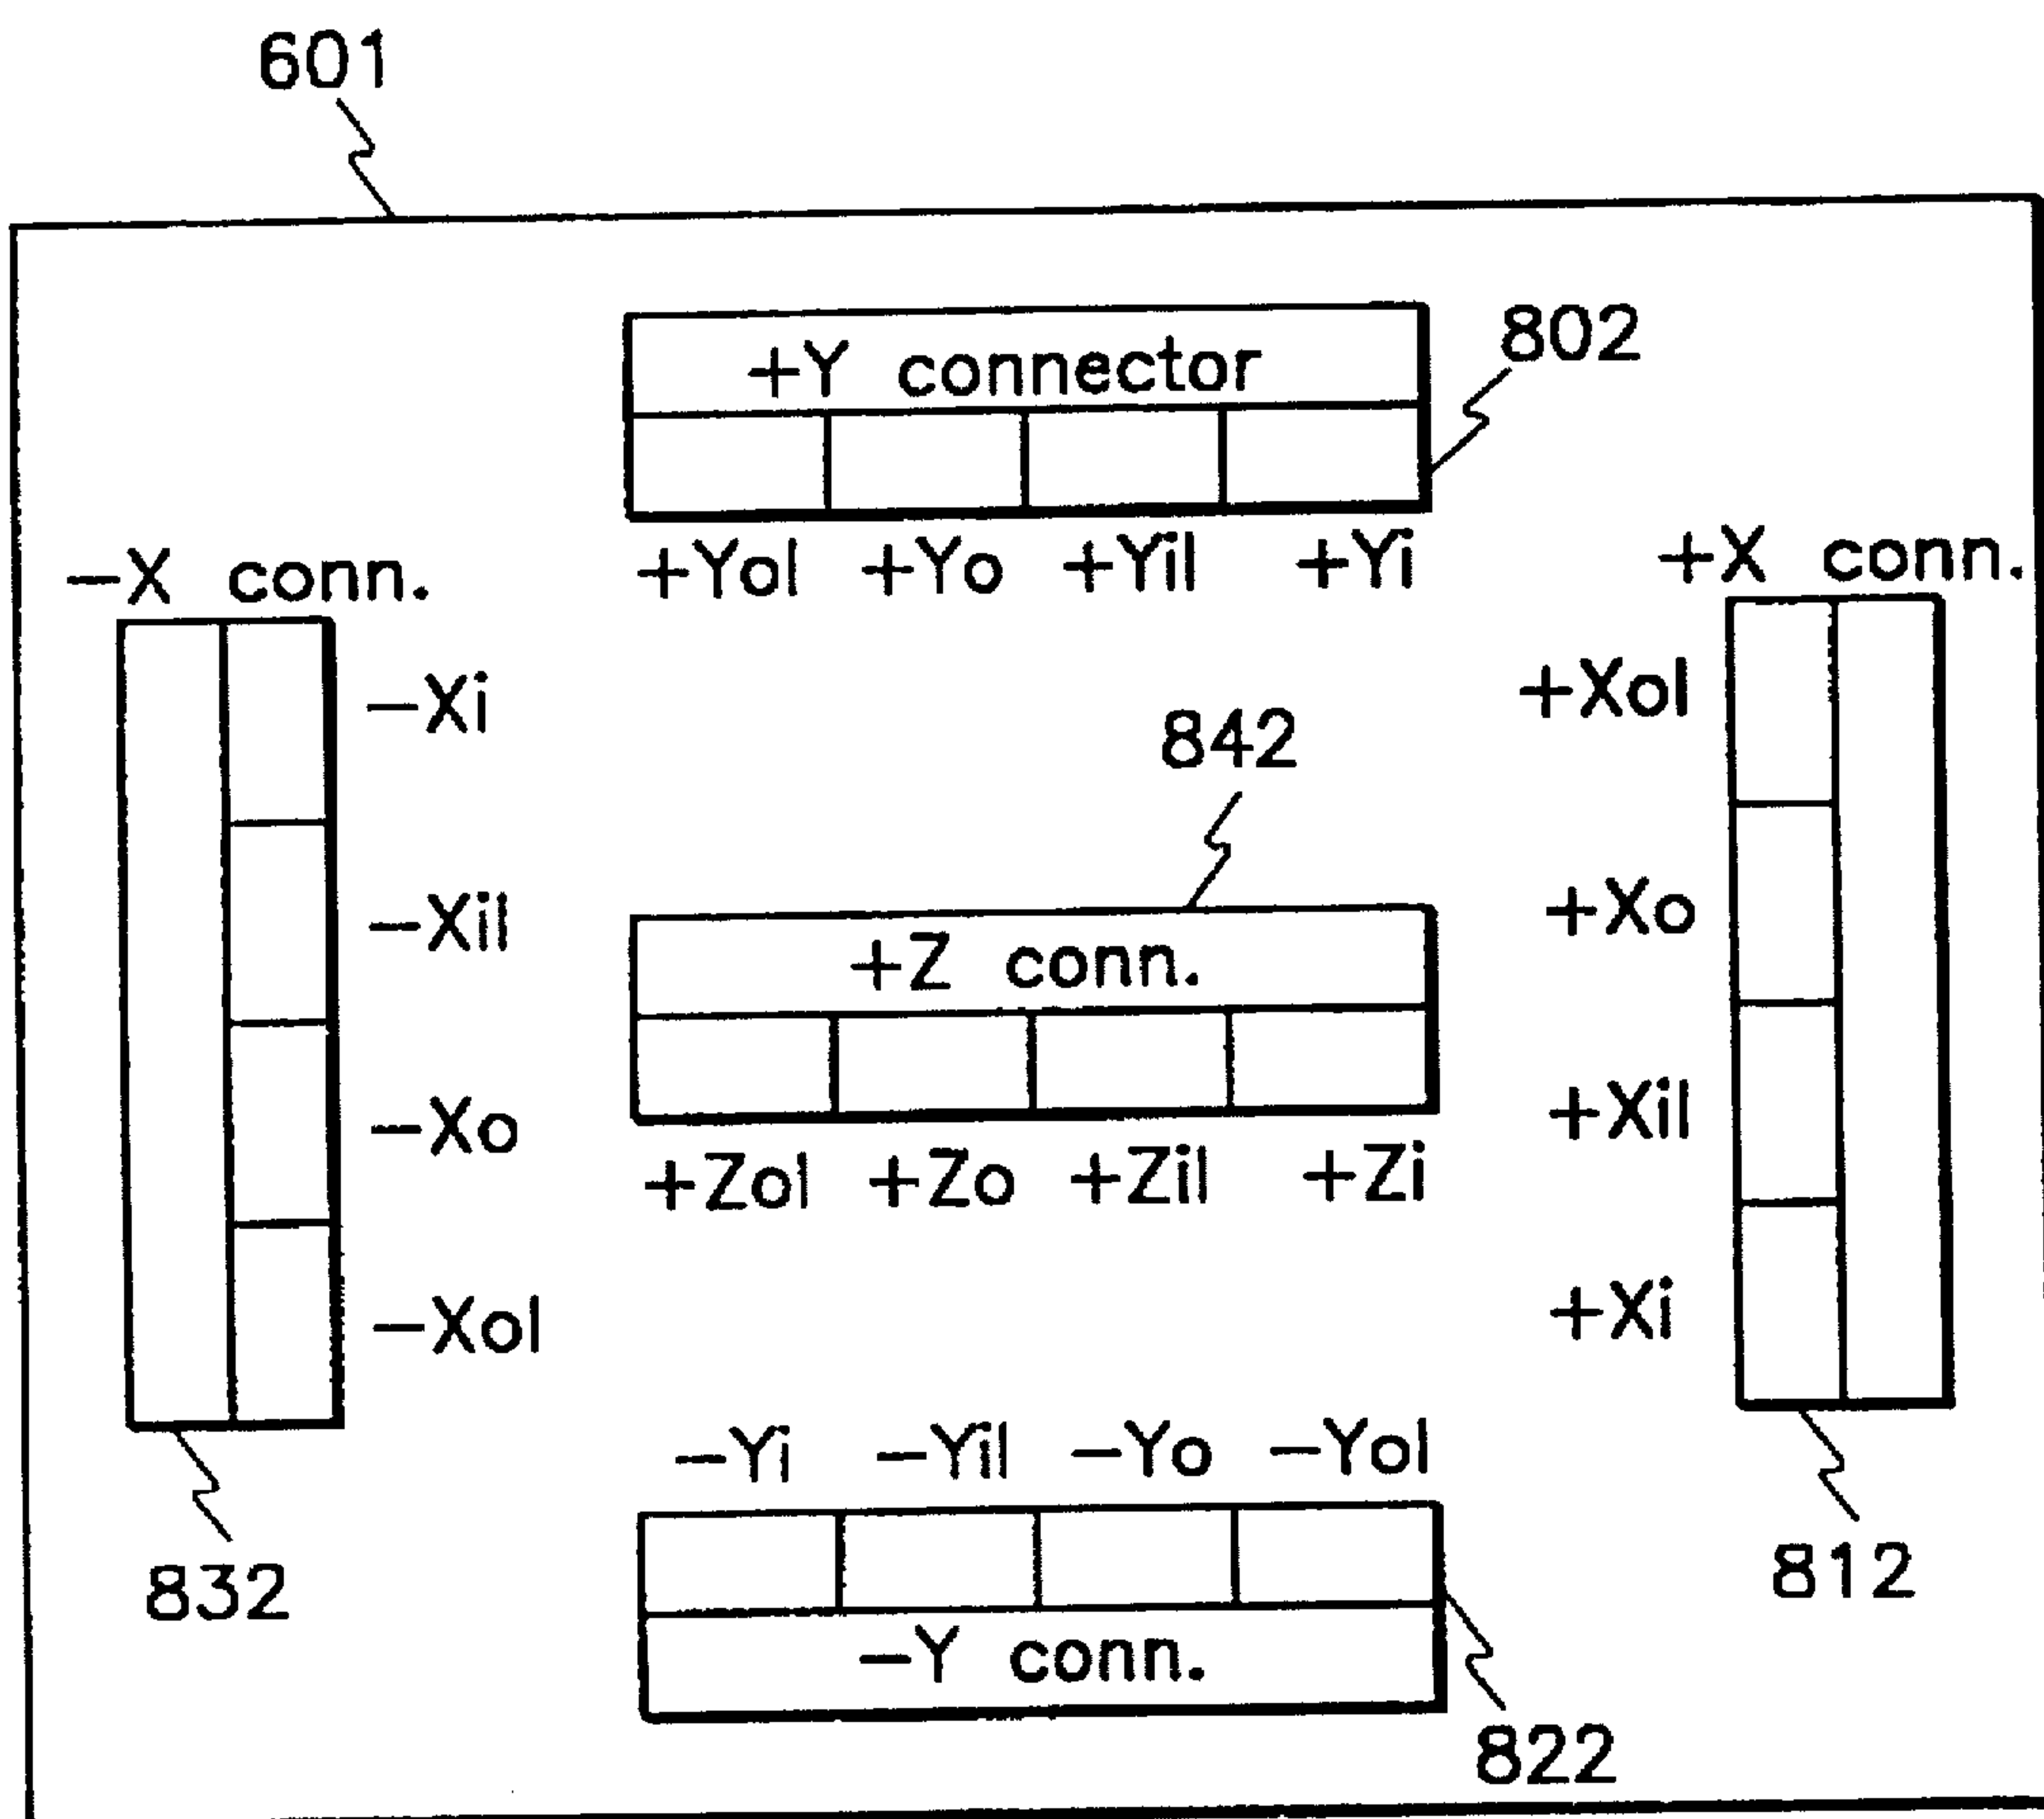 601
802
+Y connector
+Yol +Yo +Yil +Yi
-X conn.
+X conn.
-Xi
+Xol
842
-Xil
+Xo
+Z conn.
-Xo
+Xil
+Zol +Zo +Zil +Zi
-Xol
+Xi
-Yi -Yil -Yo -Yol
832
812
-Y conn.
822